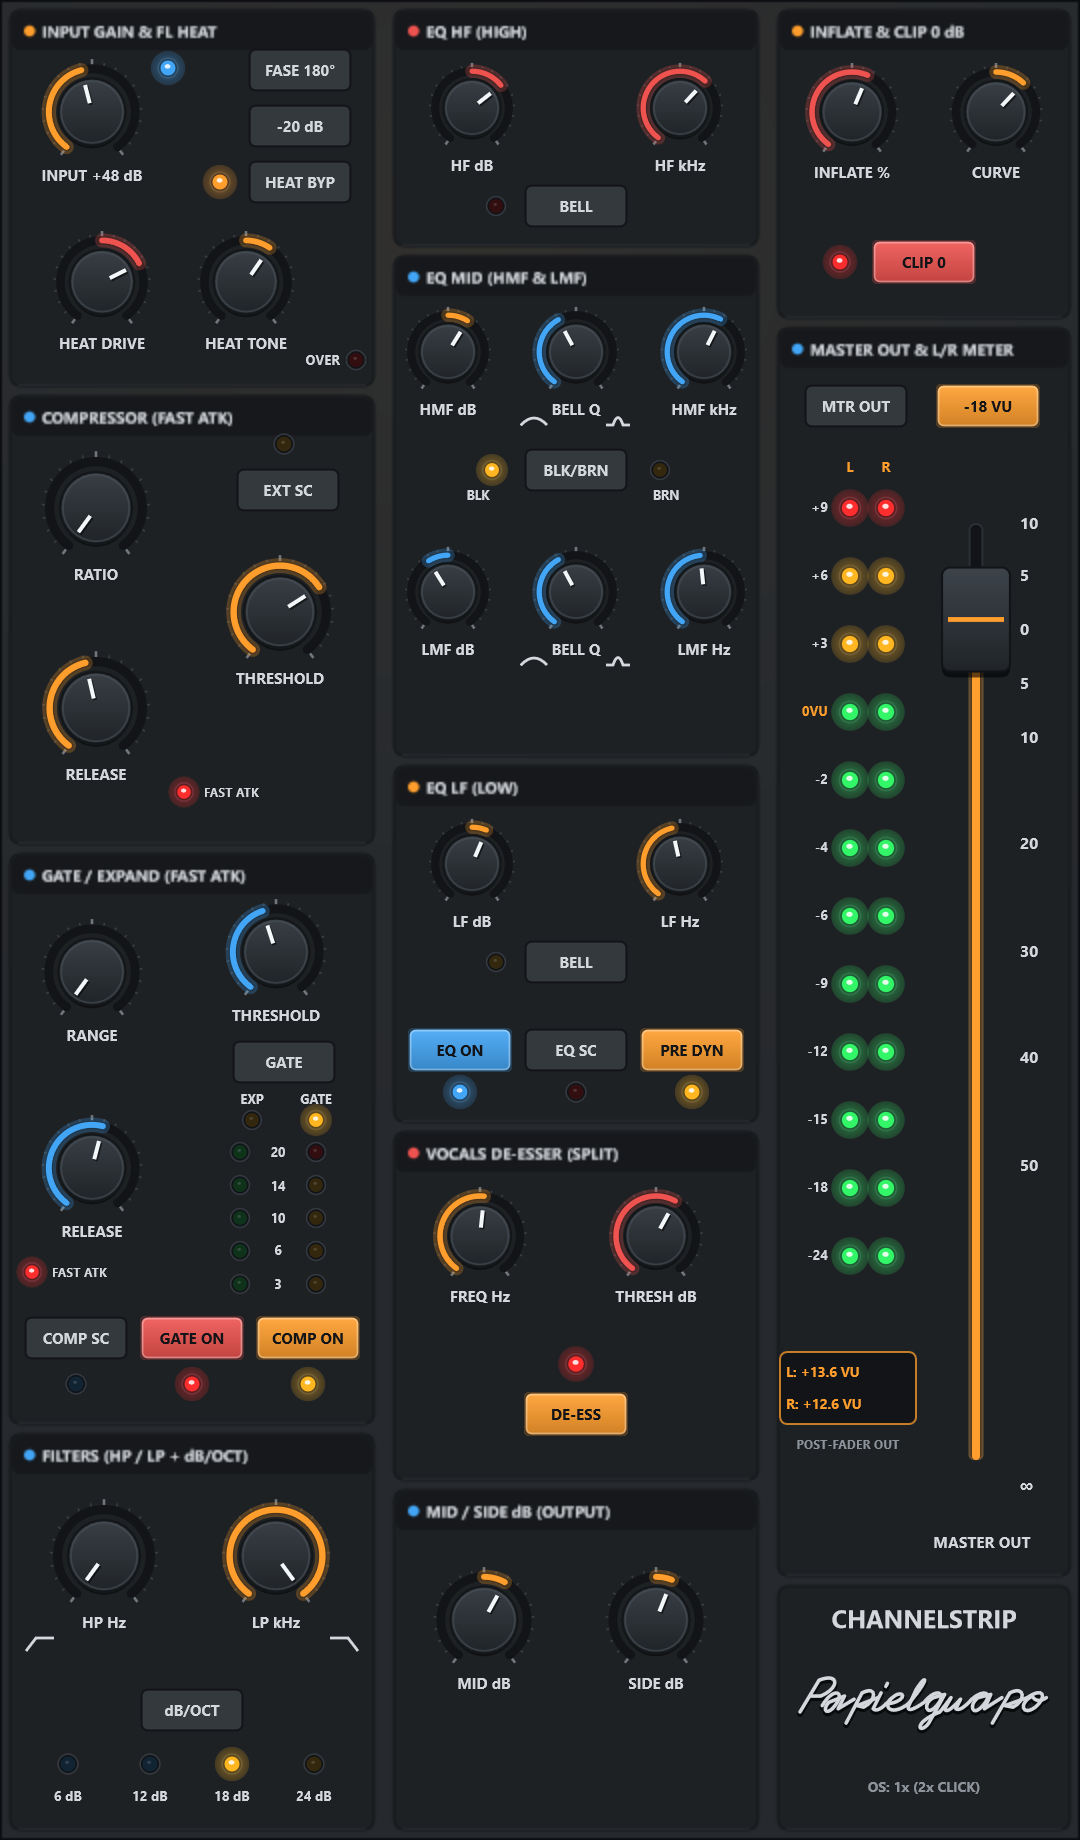 INPUT GAIN & FL HEAT
FASE 180°
-20 dB
INPUT +48 dB
HEAT BYP
HEAT DRIVE
HEAT TONE
OVER
COMPRESSOR (FAST ATK)
EXT SC
RATIO
THRESHOLD
RELEASE
FAST ATK
GATE / EXPAND (FAST ATK)
THRESHOLD
RANGE
GATE
EXP
GATE
20
14
10
6
3
RELEASE
FAST ATK
COMP SC
GATE ON
COMP ON
FILTERS (HP / LP + dB/OCT)
HP Hz
LP kHz
dB/OCT
6 dB
12 dB
18 dB
24 dB
EQ HF (HIGH)
HF dB
HF kHz
BELL
EQ MID (HMF & LMF)
HMF dB
BELL Q
HMF kHz
BLK/BRN
BLK
BRN
LMF dB
BELL Q
LMF Hz
EQ LF (LOW)
LF dB
LF Hz
BELL
EQ ON
EQ SC
PRE DYN
VOCALS DE-ESSER (SPLIT)
FREQ Hz
THRESH dB
DE-ESS
MID / SIDE dB (OUTPUT)
MID dB
SIDE dB
INFLATE & CLIP 0 dB
INFLATE %
CURVE
CLIP 0
MASTER OUT & L/R METER
MTR OUT
-18 VU
L
R
+9
+6
+3
0VU
-2
-4
-6
-9
-12
-15
-18
-24
10
5
0
5
10
20
30
40
50
∞
L: +13.6 VU
R: +12.6 VU
POST-FADER OUT
MASTER OUT
CHANNELSTRIP
Papielguapo
OS: 1x (2x CLICK)